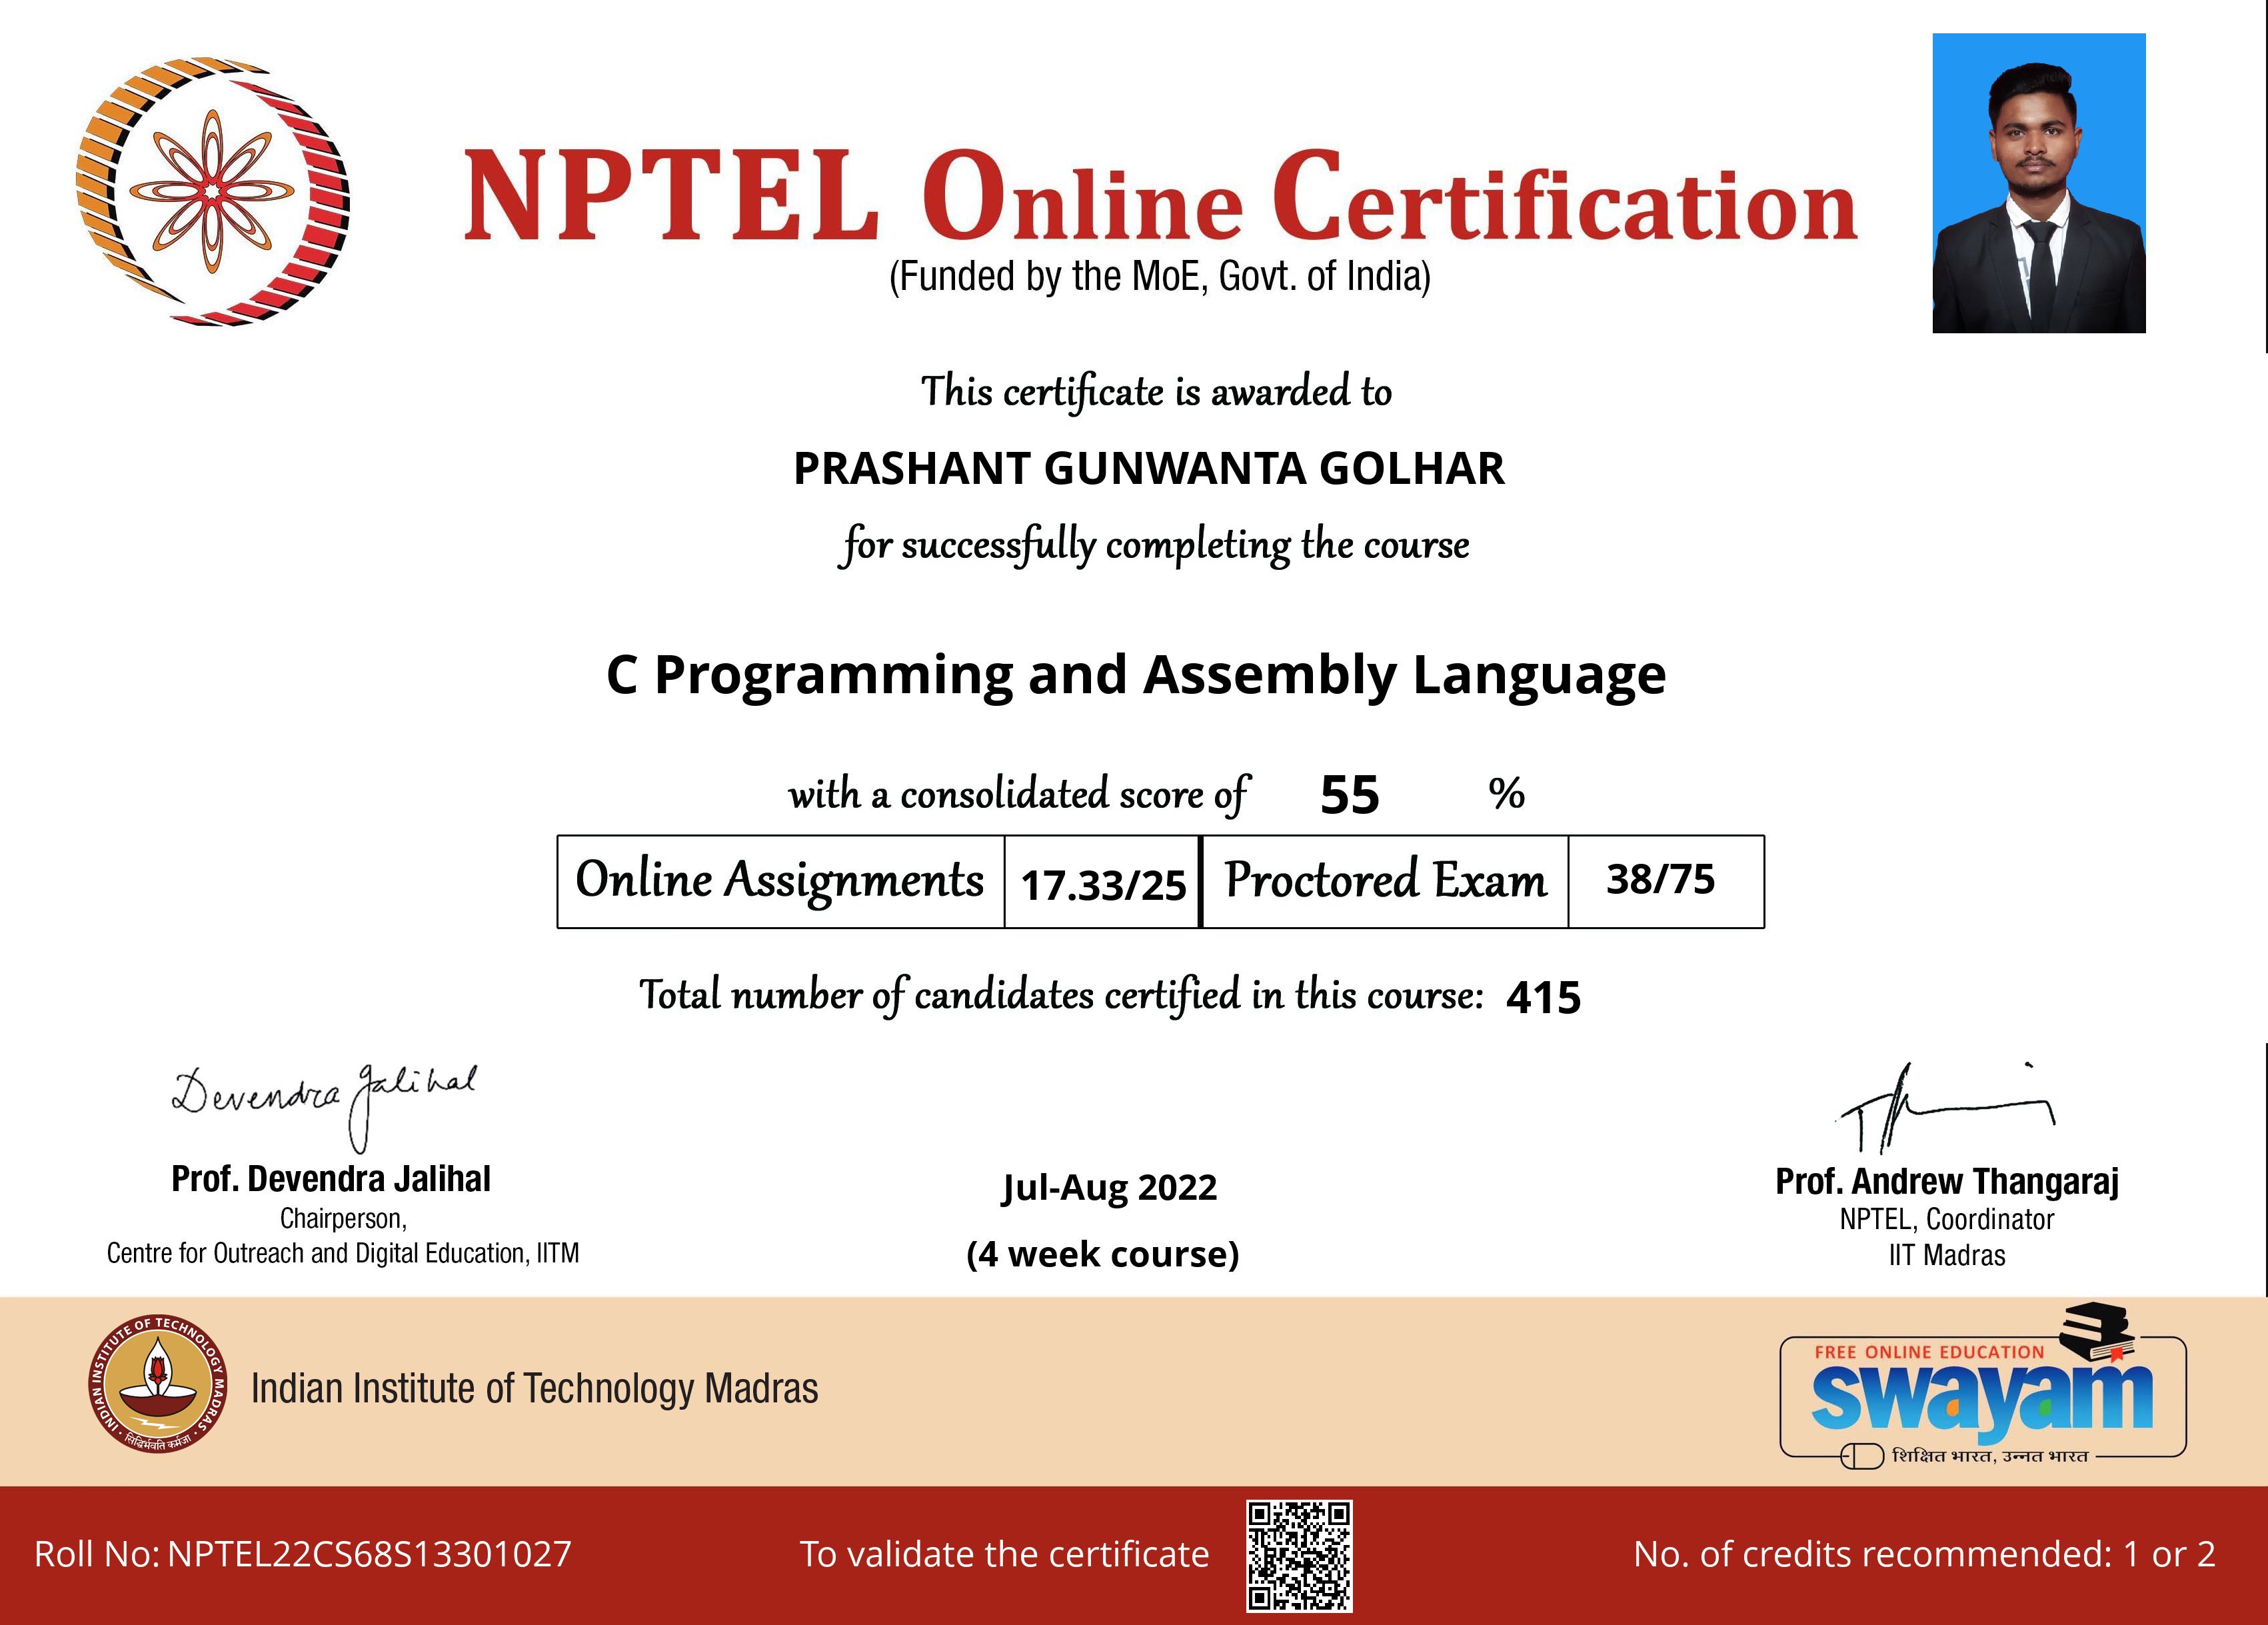 NPTEL Online Certification
(Funded by the MoE, Govt. of India)
This certificate is awarded to
PRASHANT GUNWANTA GOLHAR
for successfully completing the course
C Programming and Assembly Language
with a consolidated score of 55 %
Online Assignments 17.33/25 Proctored Exam 38/75
Total number of candidates certified in this course: 415
Devendra Jalihal
Prof. Devendra Jalihal
Chairperson,
Centre for Outreach and Digital Education, IITM
Jul-Aug 2022
(4 week course)
Prof. Andrew Thangaraj
NPTEL, Coordinator
IIT Madras
INDIAN INSTITUTE OF TECHNOLOGY MADRAS
सिद्धिर्भवति कर्मजा
Indian Institute of Technology Madras
FREE ONLINE EDUCATION
swayam
शिक्षित भारत, उन्नत भारत
Roll No: NPTEL22CS68S13301027
To validate the certificate
No. of credits recommended: 1 or 2